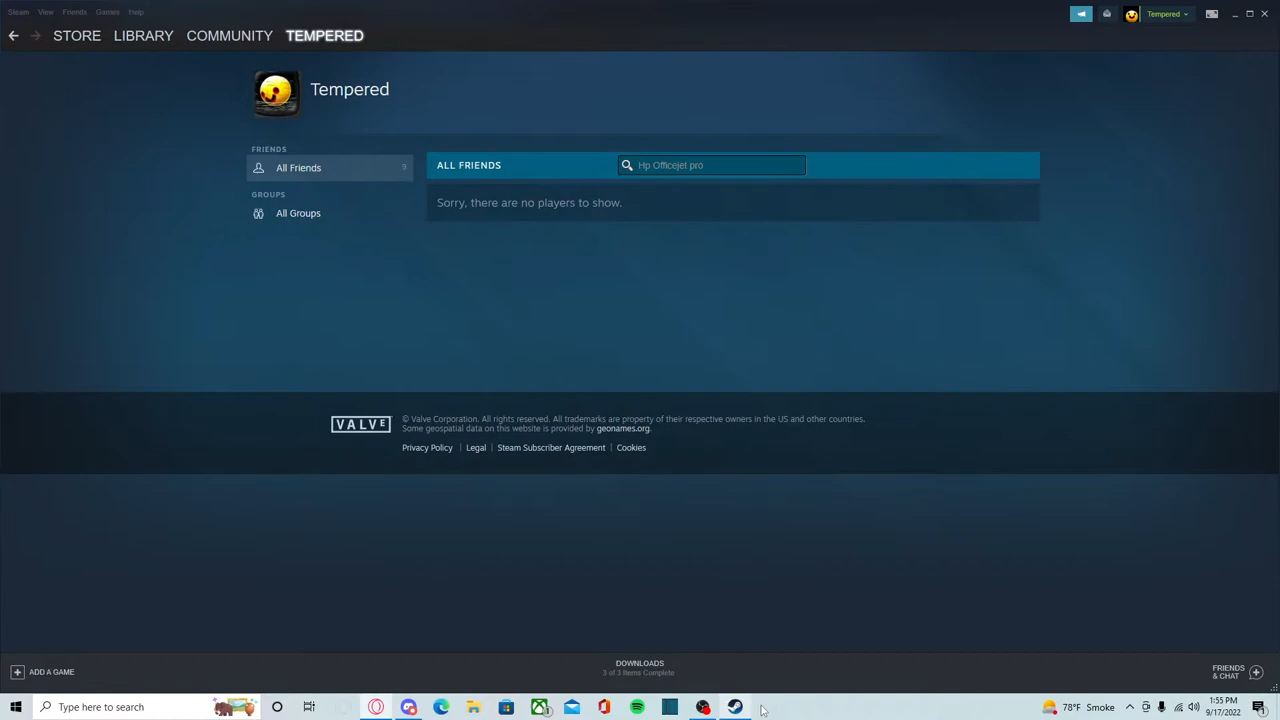 Steam View Friends Games Help
Tempered
STORE LIBRARY COMMUNITY TEMPERED
Tempered
FRIENDS
All Friends 9
ALL FRIENDS
Hp Officejet pro
GROUPS
All Groups
Sorry, there are no players to show.
VALVE
© Valve Corporation. All rights reserved. All trademarks are property of their respective owners in the US and other countries.
Some geospatial data on this website is provided by geonames.org.
Privacy Policy | Legal | Steam Subscriber Agreement | Cookies
ADD A GAME
DOWNLOADS
3 of 3 Items Complete
FRIENDS
& CHAT
Type here to search
78°F Smoke
1:55 PM
9/17/2022